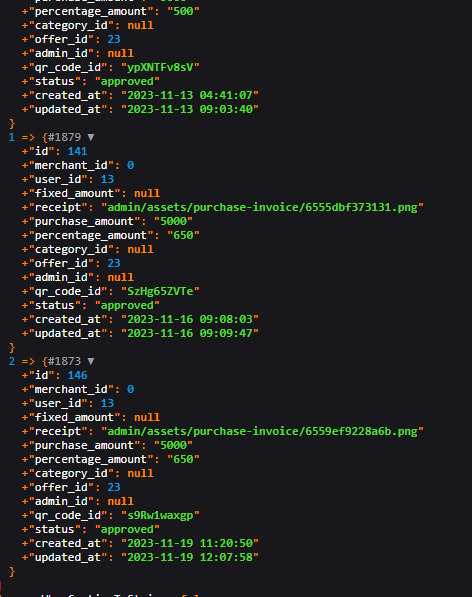 +"percentage_amount": "500"
+"category_id": null
+"offer_id": 23
+"admin_id": null
+"qr_code_id": "ypXNTFv8sV"
+"status": "approved"
+"created_at": "2023-11-13 04:41:07"
+"updated_at": "2023-11-13 09:03:40"
}
1 => {#1879 ▼
+"id": 141
+"merchant_id": 0
+"user_id": 13
+"fixed_amount": null
+"receipt": "admin/assets/purchase-invoice/6555dbf373131.png"
+"purchase_amount": "5000"
+"percentage_amount": "650"
+"category_id": null
+"offer_id": 23
+"admin_id": null
+"qr_code_id": "SzHg65ZVTe"
+"status": "approved"
+"created_at": "2023-11-16 09:08:03"
+"updated_at": "2023-11-16 09:09:47"
}
2 => {#1873 ▼
+"id": 146
+"merchant_id": 0
+"user_id": 13
+"fixed_amount": null
+"receipt": "admin/assets/purchase-invoice/6559ef9228a6b.png"
+"purchase_amount": "5000"
+"percentage_amount": "650"
+"category_id": null
+"offer_id": 23
+"admin_id": null
+"qr_code_id": "s9Rw1waxgp"
+"status": "approved"
+"created_at": "2023-11-19 11:20:50"
+"updated_at": "2023-11-19 12:07:58"
}